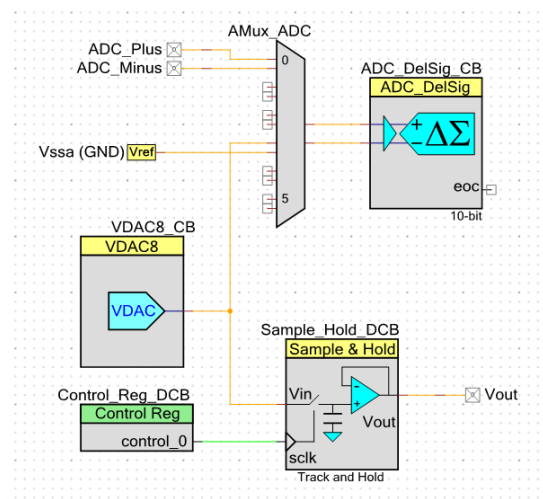 AMux_ADC
ADC_Plus
ADC_Minus
0
ADC_DelSig_CB
ADC_DelSig
+
ΔΣ
-
Vssa (GND) Vref
eoc
5
10-bit
VDAC8_CB
VDAC8
VDAC
Sample_Hold_DCB
Sample & Hold
Control_Reg_DCB
Control Reg
control_0
Vin
-
+
Vout
Vout
sclk
Track and Hold